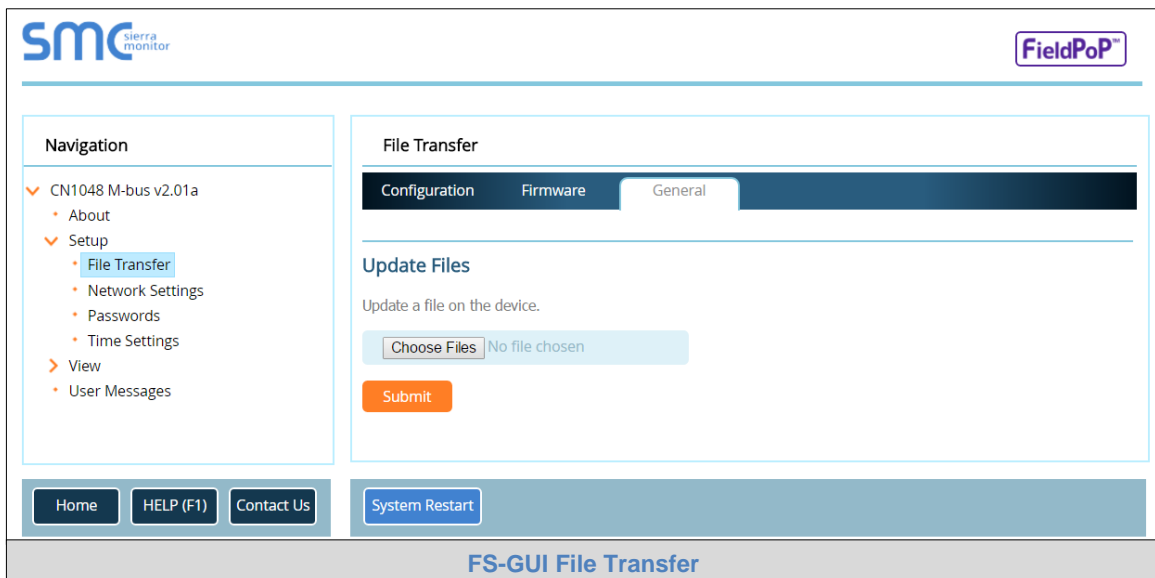 SMC sierra monitor
FieldPoP™
Navigation
CN1048 M-bus v2.01a
About
Setup
File Transfer
Network Settings
Passwords
Time Settings
View
User Messages
File Transfer
Configuration Firmware General
Update Files
Update a file on the device.
Choose Files No file chosen
Submit
Home HELP (F1) Contact Us
System Restart
FS-GUI File Transfer